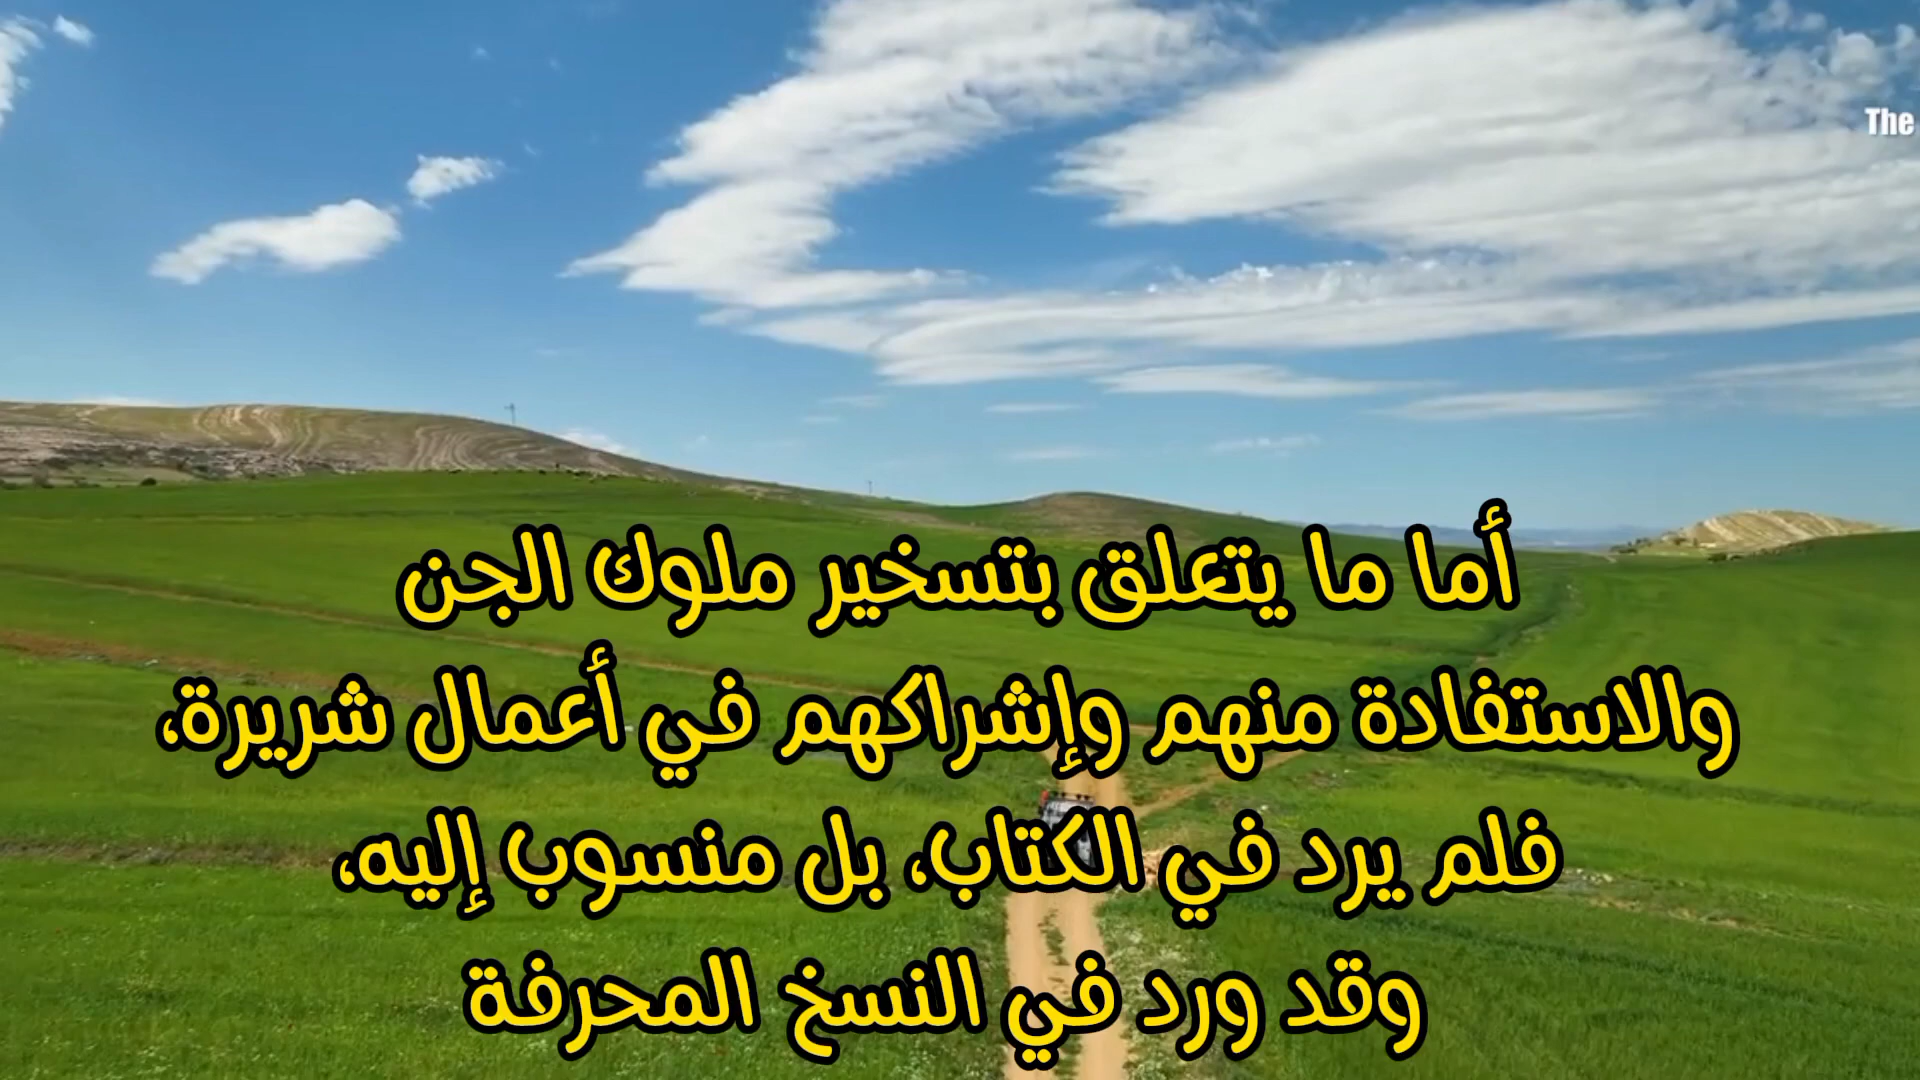 The
أما ما يتعلق بتسخير ملوك الجن
والاستفادة منهم وإشراكهم في أعمال شريرة،
فلم يرد في الكتاب، بل منسوب إليه،
وقد ورد في النسخ المحرفة